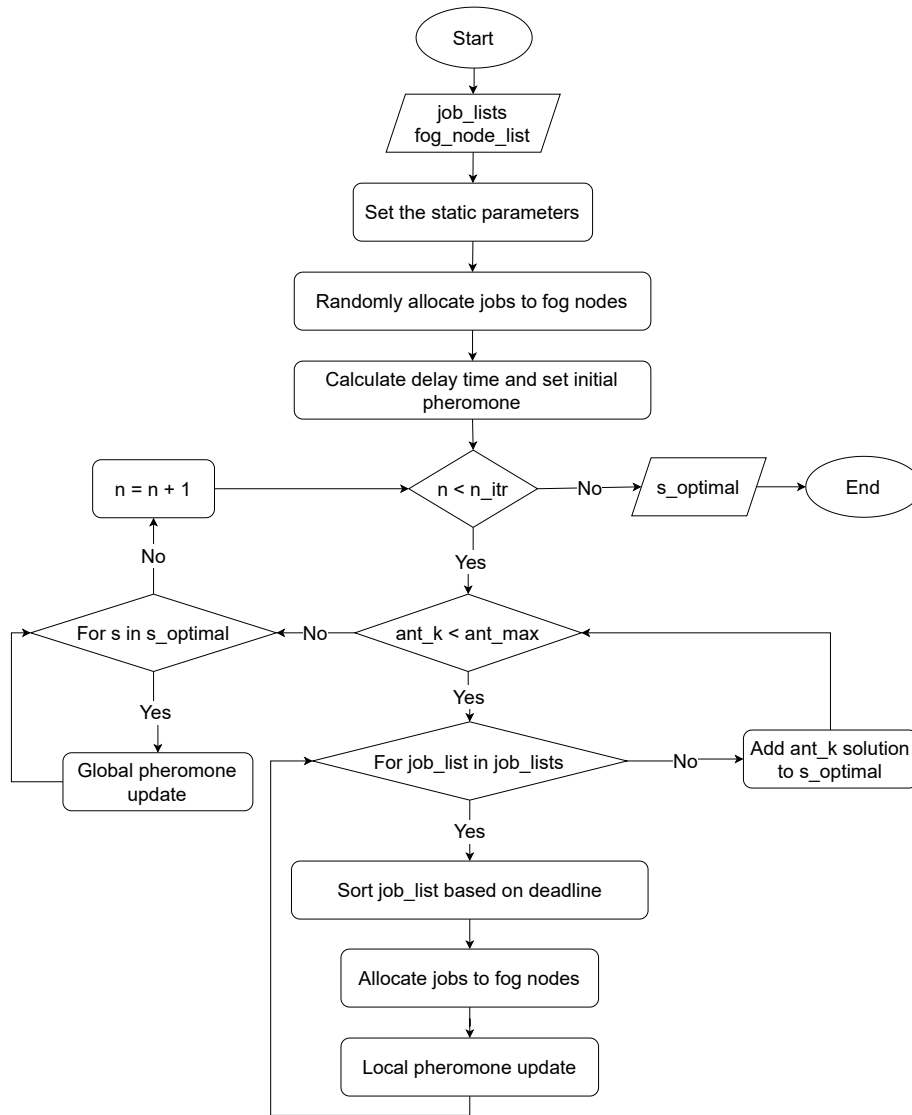 Start
job_lists
fog_node_list
Set the static parameters
Randomly allocate jobs to fog nodes
Calculate delay time and set initial
pheromone
n = n + 1
n < n_itr
No
s_optimal
End
No
Yes
For s in s_optimal
No
ant_k < ant_max
Yes
Yes
Global pheromone
update
For job_list in job_lists
No
Add ant_k solution
to s_optimal
Yes
Sort job_list based on deadline
Allocate jobs to fog nodes
Local pheromone update